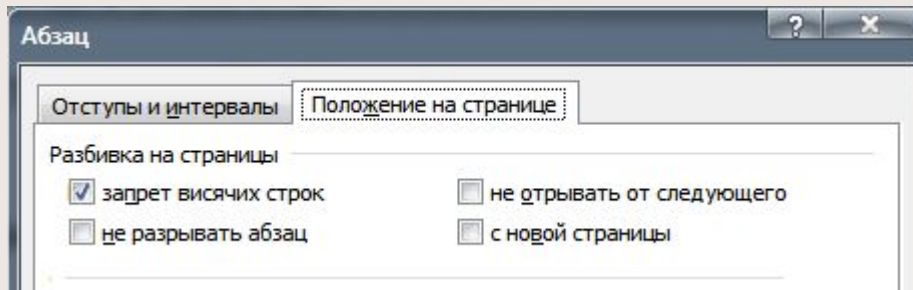 Абзац
Отступы и интервалы Положение на странице
Разбивка на страницы
запрет висячих строк не отрывать от следующего
не разрывать абзац с новой страницы